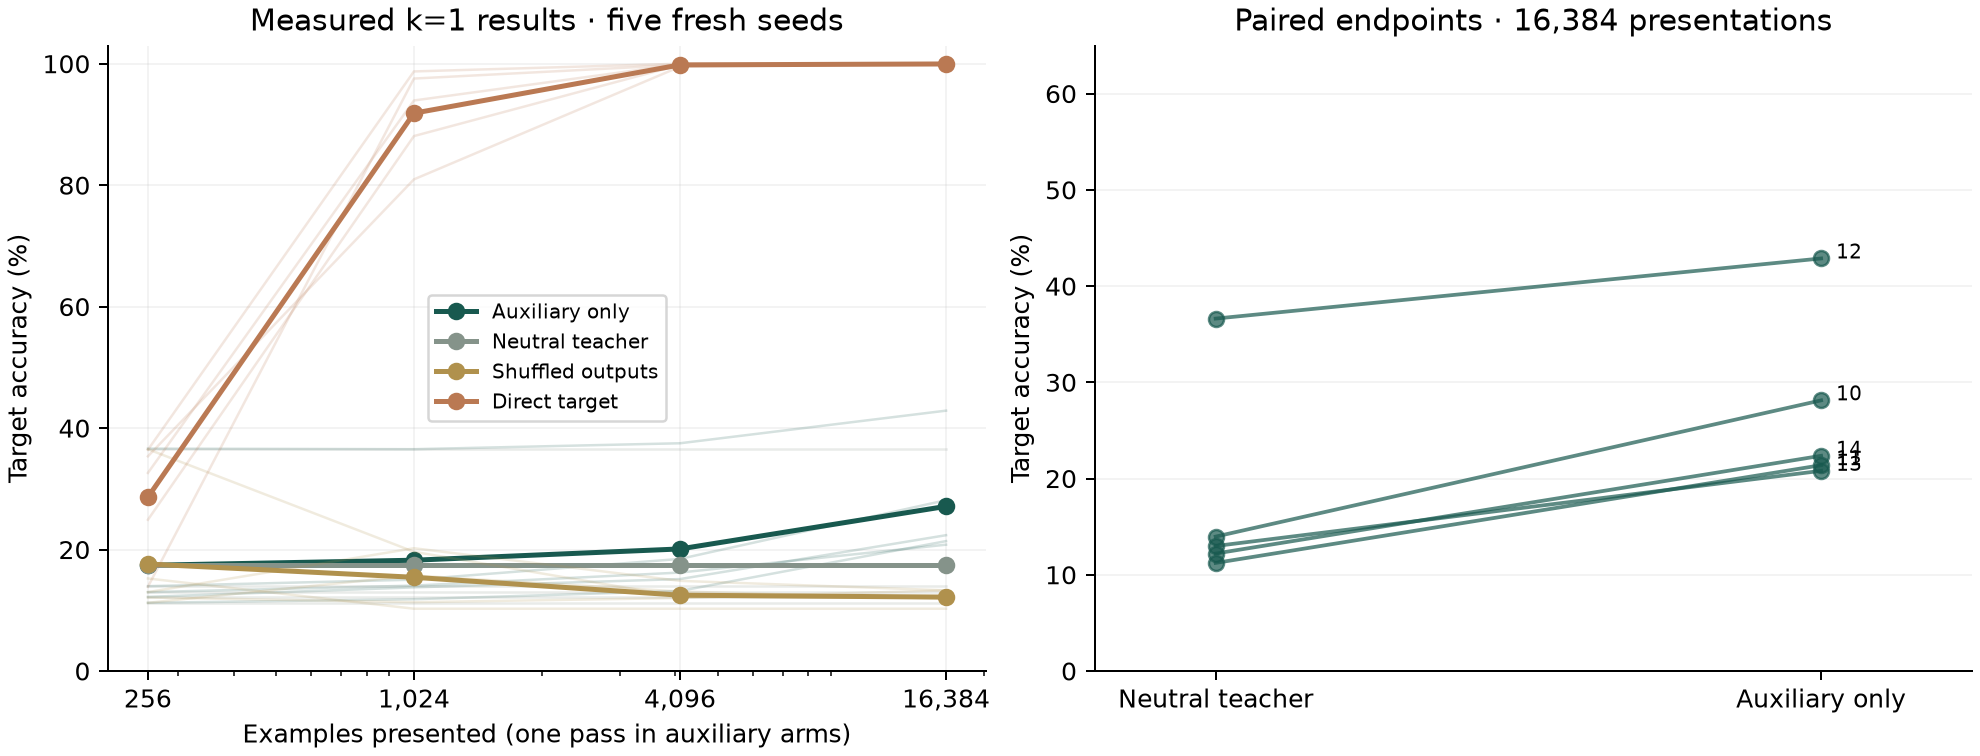 Measured k=1 results · five fresh seeds
Target accuracy (%)
100
80
60
40
20
0
256
1,024
4,096
16,384
Examples presented (one pass in auxiliary arms)
Auxiliary only
Neutral teacher
Shuffled outputs
Direct target
Paired endpoints · 16,384 presentations
Target accuracy (%)
60
50
40
30
20
10
0
Neutral teacher
Auxiliary only
12
10
14
11
13